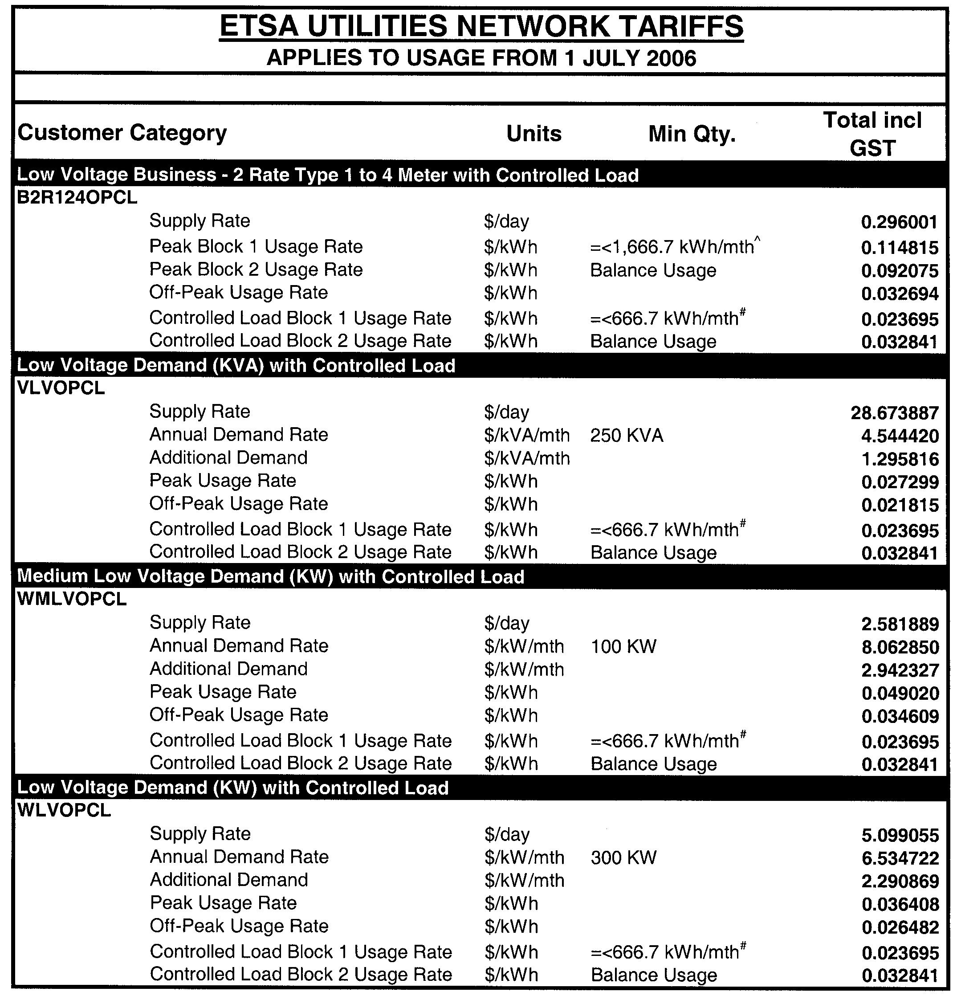 ETSA UTILITIES NETWORK TARIFFS
APPLIES TO USAGE FROM 1 JULY 2006
Customer Category Units Min Qty. Total incl GST
Low Voltage Business - 2 Rate Type 1 to 4 Meter with Controlled Load
B2R124OPCL
Supply Rate $/day 0.296001
Peak Block 1 Usage Rate $/kWh =<1,666.7 kWh/mth^ 0.114815
Peak Block 2 Usage Rate $/kWh Balance Usage 0.092075
Off-Peak Usage Rate $/kWh 0.032694
Controlled Load Block 1 Usage Rate $/kWh =<666.7 kWh/mth# 0.023695
Controlled Load Block 2 Usage Rate $/kWh Balance Usage 0.032841
Low Voltage Demand (KVA) with Controlled Load
VLVOPCL
Supply Rate $/day 28.673887
Annual Demand Rate $/kVA/mth 250 KVA 4.544420
Additional Demand $/kVA/mth 1.295816
Peak Usage Rate $/kWh 0.027299
Off-Peak Usage Rate $/kWh 0.021815
Controlled Load Block 1 Usage Rate $/kWh =<666.7 kWh/mth# 0.023695
Controlled Load Block 2 Usage Rate $/kWh Balance Usage 0.032841
Medium Low Voltage Demand (KW) with Controlled Load
WMLVOPCL
Supply Rate $/day 2.581889
Annual Demand Rate $/kW/mth 100 KW 8.062850
Additional Demand $/kW/mth 2.942327
Peak Usage Rate $/kWh 0.049020
Off-Peak Usage Rate $/kWh 0.034609
Controlled Load Block 1 Usage Rate $/kWh =<666.7 kWh/mth# 0.023695
Controlled Load Block 2 Usage Rate $/kWh Balance Usage 0.032841
Low Voltage Demand (KW) with Controlled Load
WLVOPCL
Supply Rate $/day 5.099055
Annual Demand Rate $/kW/mth 300 KW 6.534722
Additional Demand $/kW/mth 2.290869
Peak Usage Rate $/kWh 0.036408
Off-Peak Usage Rate $/kWh 0.026482
Controlled Load Block 1 Usage Rate $/kWh =<666.7 kWh/mth# 0.023695
Controlled Load Block 2 Usage Rate $/kWh Balance Usage 0.032841